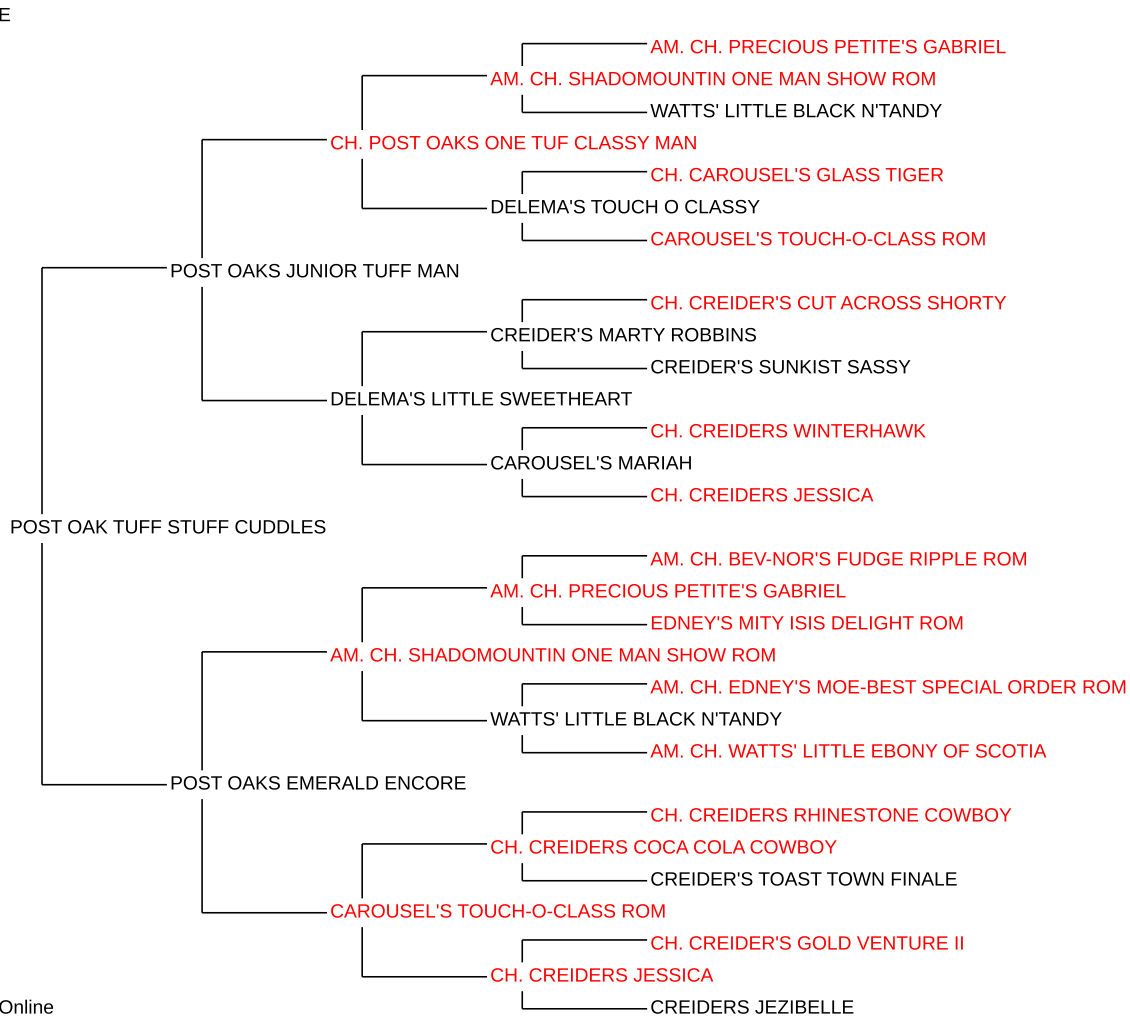 E
AM. CH. PRECIOUS PETITE'S GABRIEL
AM. CH. SHADOMOUNTIN ONE MAN SHOW ROM
WATTS' LITTLE BLACK N'TANDY
CH. POST OAKS ONE TUF CLASSY MAN
CH. CAROUSEL'S GLASS TIGER
DELEMA'S TOUCH O CLASSY
CAROUSEL'S TOUCH-O-CLASS ROM
POST OAKS JUNIOR TUFF MAN
CH. CREIDER'S CUT ACROSS SHORTY
CREIDER'S MARTY ROBBINS
CREIDER'S SUNKIST SASSY
DELEMA'S LITTLE SWEETHEART
CH. CREIDERS WINTERHAWK
CAROUSEL'S MARIAH
CH. CREIDERS JESSICA
POST OAK TUFF STUFF CUDDLES
AM. CH. BEV-NOR'S FUDGE RIPPLE ROM
AM. CH. PRECIOUS PETITE'S GABRIEL
EDNEY'S MITY ISIS DELIGHT ROM
AM. CH. SHADOMOUNTIN ONE MAN SHOW ROM
AM. CH. EDNEY'S MOE-BEST SPECIAL ORDER ROM
WATTS' LITTLE BLACK N'TANDY
AM. CH. WATTS' LITTLE EBONY OF SCOTIA
POST OAKS EMERALD ENCORE
CH. CREIDERS RHINESTONE COWBOY
CH. CREIDERS COCA COLA COWBOY
CREIDER'S TOAST TOWN FINALE
CAROUSEL'S TOUCH-O-CLASS ROM
CH. CREIDER'S GOLD VENTURE II
CH. CREIDERS JESSICA
CREIDERS JEZIBELLE
Online